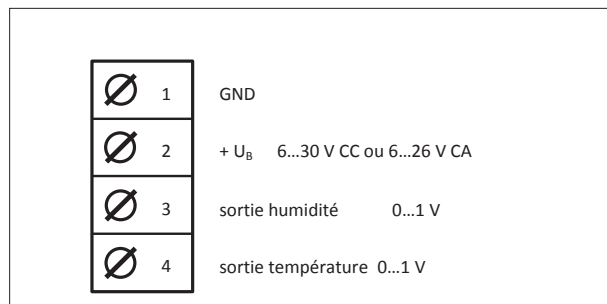 1 GND
2 + UB 6...30 V CC ou 6...26 V CA
3 sortie humidité 0...1 V
4 sortie température 0...1 V